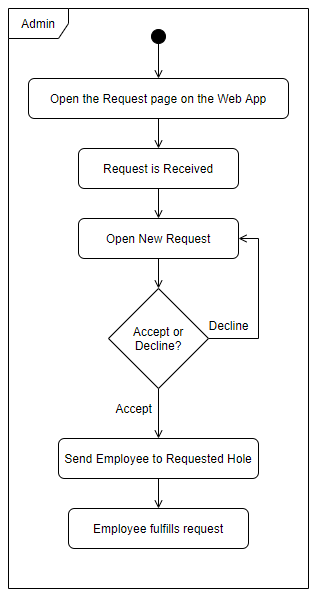 Admin
Open the Request page on the Web App
Request is Received
Open New Request
Accept or
Decline?
Decline
Accept
Send Employee to Requested Hole
Employee fulfills request